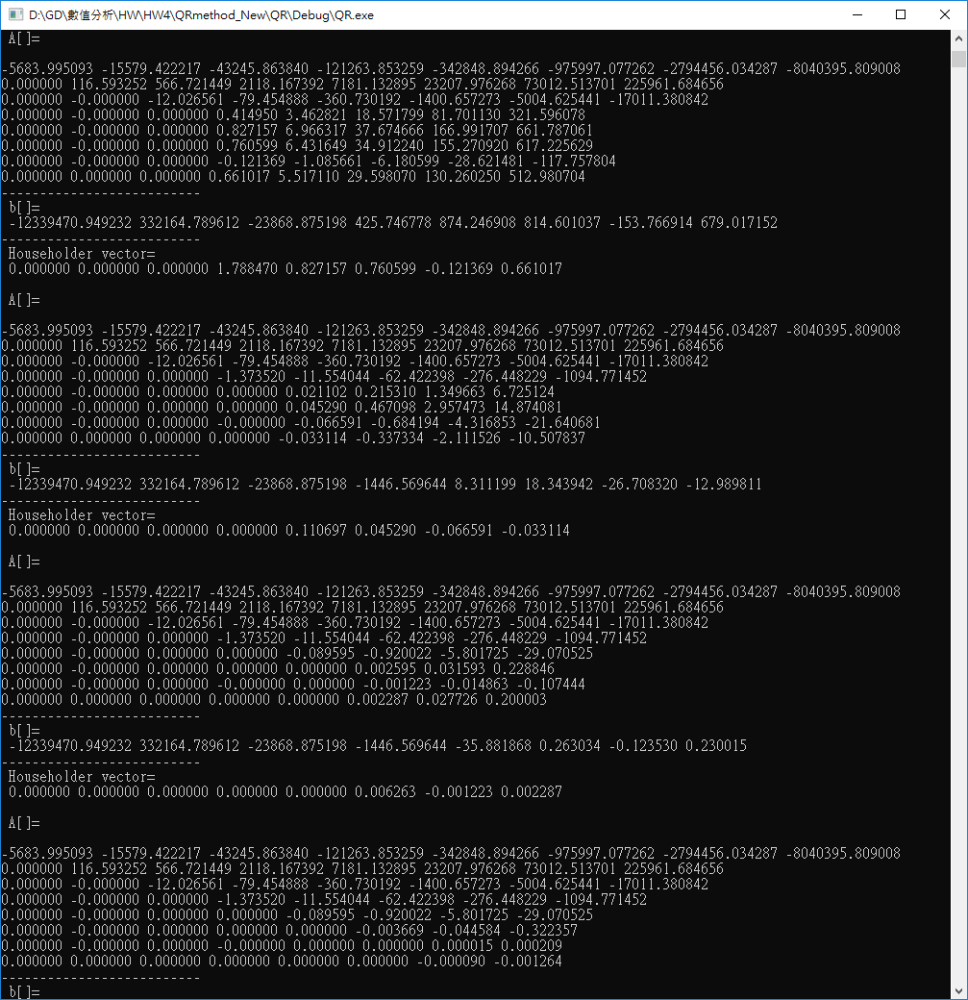 D:\GD\數值分析\HW\HW4\QRmethod_New\QR\Debug\QR.exe
A[]=
-5683.995093 -15579.422217 -43245.863840 -121263.853259 -342848.894266 -975997.077262 -2794456.034287 -8040395.809008
0.000000 116.593252 566.721449 2118.167392 7181.132895 23207.976268 73012.513701 225961.684656
0.000000 -0.000000 -12.026561 -79.454888 -360.730192 -1400.657273 -5004.625441 -17011.380842
0.000000 -0.000000 0.000000 0.414950 3.462821 18.571799 81.701130 321.596078
0.000000 -0.000000 0.000000 0.827157 6.966317 37.674666 166.991707 661.787061
0.000000 -0.000000 0.000000 0.760599 6.431649 34.912240 155.270920 617.225629
0.000000 -0.000000 0.000000 -0.121369 -1.085661 -6.180599 -28.621481 -117.757804
0.000000 0.000000 0.000000 0.661017 5.517110 29.598070 130.260250 512.980704
--------------------------
b[]=
-12339470.949232 332164.789612 -23868.875198 425.746778 874.246908 814.601037 -153.766914 679.017152
--------------------------
Householder vector=
0.000000 0.000000 0.000000 1.788470 0.827157 0.760599 -0.121369 0.661017
A[]=
-5683.995093 -15579.422217 -43245.863840 -121263.853259 -342848.894266 -975997.077262 -2794456.034287 -8040395.809008
0.000000 116.593252 566.721449 2118.167392 7181.132895 23207.976268 73012.513701 225961.684656
0.000000 -0.000000 -12.026561 -79.454888 -360.730192 -1400.657273 -5004.625441 -17011.380842
0.000000 -0.000000 0.000000 -1.373520 -11.554044 -62.422398 -276.448229 -1094.771452
0.000000 -0.000000 0.000000 0.000000 0.021102 0.215310 1.349663 6.725124
0.000000 -0.000000 0.000000 0.000000 0.045290 0.467098 2.957473 14.874081
0.000000 -0.000000 0.000000 -0.000000 -0.066591 -0.684194 -4.316853 -21.640681
0.000000 0.000000 0.000000 0.000000 -0.033114 -0.337334 -2.111526 -10.507837
--------------------------
b[]=
-12339470.949232 332164.789612 -23868.875198 -1446.569644 8.311199 18.343942 -26.708320 -12.989811
--------------------------
Householder vector=
0.000000 0.000000 0.000000 0.000000 0.110697 0.045290 -0.066591 -0.033114
A[]=
-5683.995093 -15579.422217 -43245.863840 -121263.853259 -342848.894266 -975997.077262 -2794456.034287 -8040395.809008
0.000000 116.593252 566.721449 2118.167392 7181.132895 23207.976268 73012.513701 225961.684656
0.000000 -0.000000 -12.026561 -79.454888 -360.730192 -1400.657273 -5004.625441 -17011.380842
0.000000 -0.000000 0.000000 -1.373520 -11.554044 -62.422398 -276.448229 -1094.771452
0.000000 -0.000000 0.000000 0.000000 -0.089595 -0.920022 -5.801725 -29.070525
0.000000 -0.000000 0.000000 0.000000 0.000000 0.002595 0.031593 0.228846
0.000000 -0.000000 0.000000 -0.000000 0.000000 -0.001223 -0.014863 -0.107444
0.000000 0.000000 0.000000 0.000000 0.000000 0.002287 0.027726 0.200003
--------------------------
b[]=
-12339470.949232 332164.789612 -23868.875198 -1446.569644 -35.881868 0.263034 -0.123530 0.230015
--------------------------
Householder vector=
0.000000 0.000000 0.000000 0.000000 0.000000 0.006263 -0.001223 0.002287
A[]=
-5683.995093 -15579.422217 -43245.863840 -121263.853259 -342848.894266 -975997.077262 -2794456.034287 -8040395.809008
0.000000 116.593252 566.721449 2118.167392 7181.132895 23207.976268 73012.513701 225961.684656
0.000000 -0.000000 -12.026561 -79.454888 -360.730192 -1400.657273 -5004.625441 -17011.380842
0.000000 -0.000000 0.000000 -1.373520 -11.554044 -62.422398 -276.448229 -1094.771452
0.000000 -0.000000 0.000000 0.000000 -0.089595 -0.920022 -5.801725 -29.070525
0.000000 -0.000000 0.000000 0.000000 0.000000 -0.003669 -0.044584 -0.322357
0.000000 -0.000000 0.000000 -0.000000 0.000000 0.000000 0.000015 0.000209
0.000000 0.000000 0.000000 0.000000 0.000000 0.000000 -0.000090 -0.001264
--------------------------
b[]=